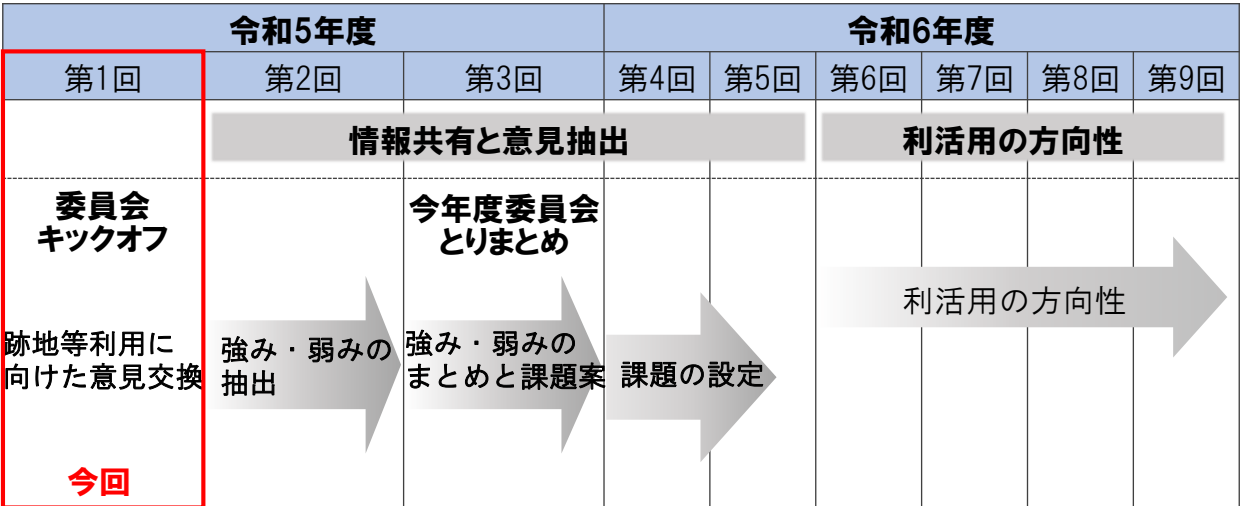 令和5年度
令和6年度
第1回
第2回
第3回
第4回
第5回
第6回
第7回
第8回
第9回
情報共有と意見抽出
利活用の方向性
委員会
キックオフ
今年度委員会
とりまとめ
跡地等利用に
向けた意見交換
強み・弱みの
抽出
強み・弱みの
まとめと課題案
課題の設定
利活用の方向性
今回